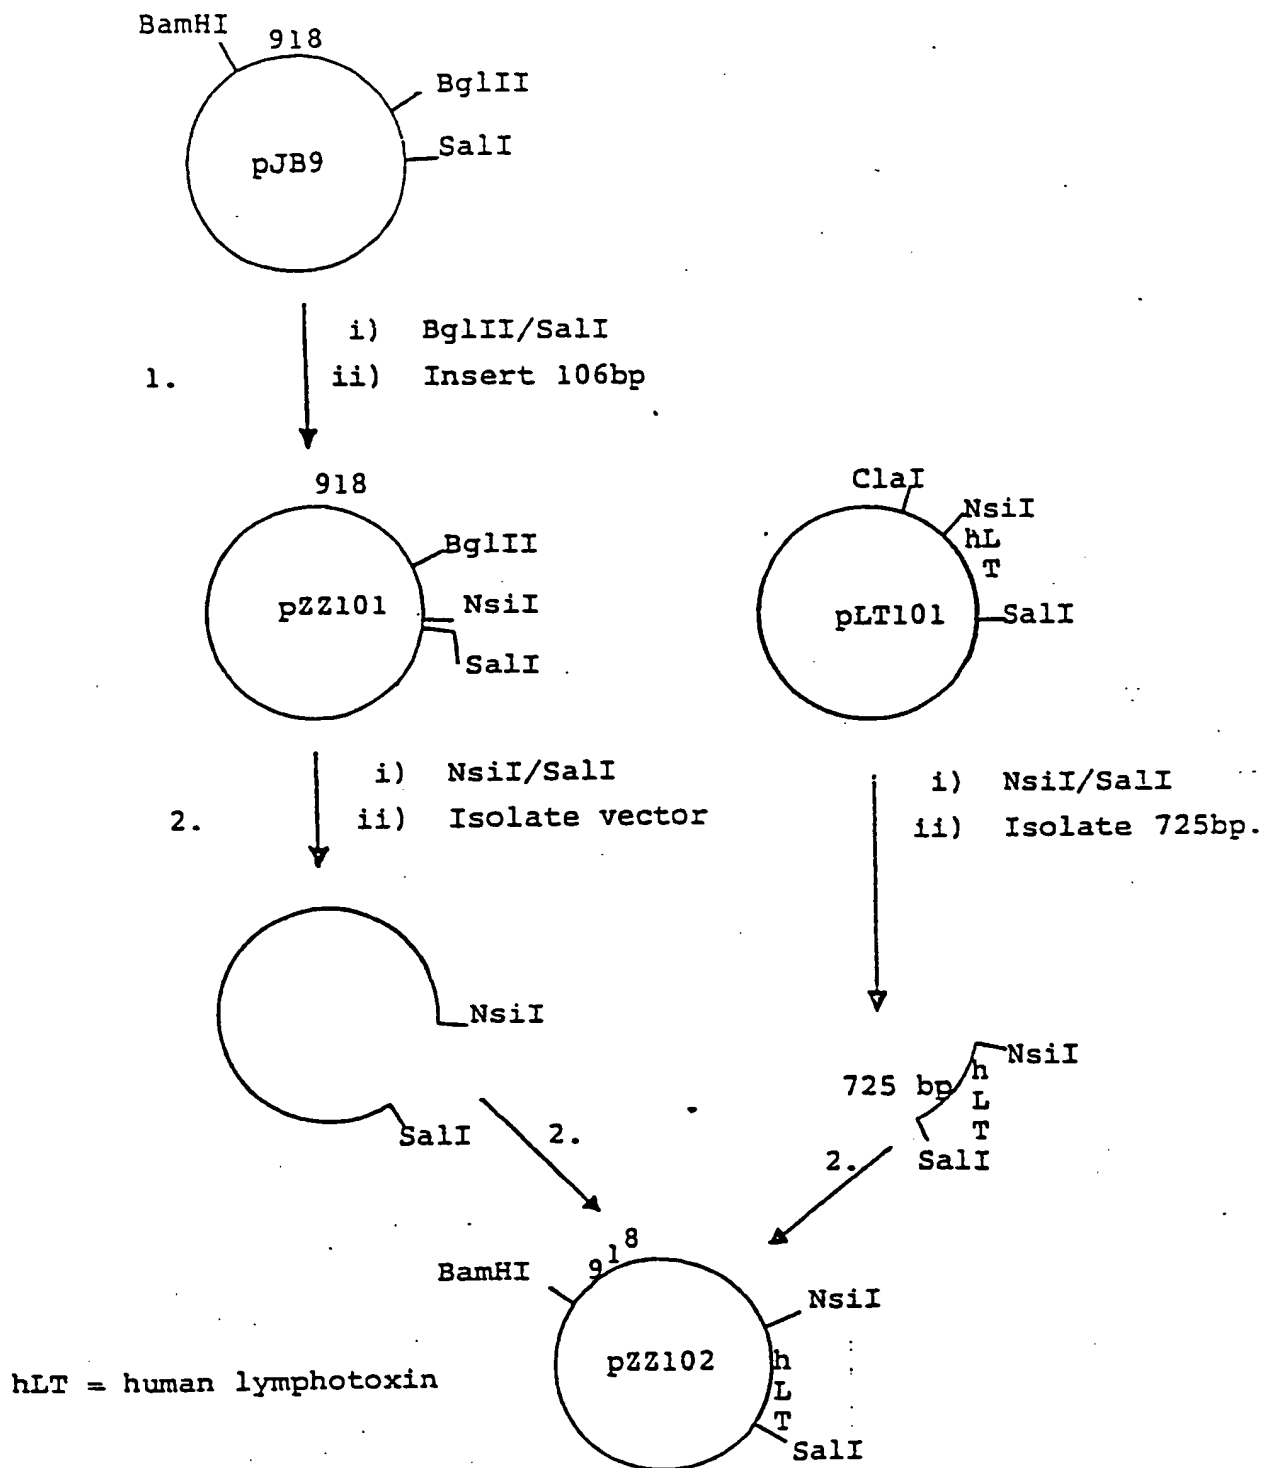 BamHI
918
BglII
SalI
pJB9
1.
i) BglII/SalI
ii) Insert 106bp
918
BglII
pZZ101
NsiI
SalI
ClaI
NsiI
hL
T
pLT101
SalI
2.
i) NsiI/SalI
ii) Isolate vector
i) NsiI/SalI
ii) Isolate 725bp.
NsiI
SalI
2.
NsiI
725 bp
h
L
T
SalI
2.
BamHI
918
NsiI
pZZ102
h
L
T
SalI
hLT = human lymphotoxin